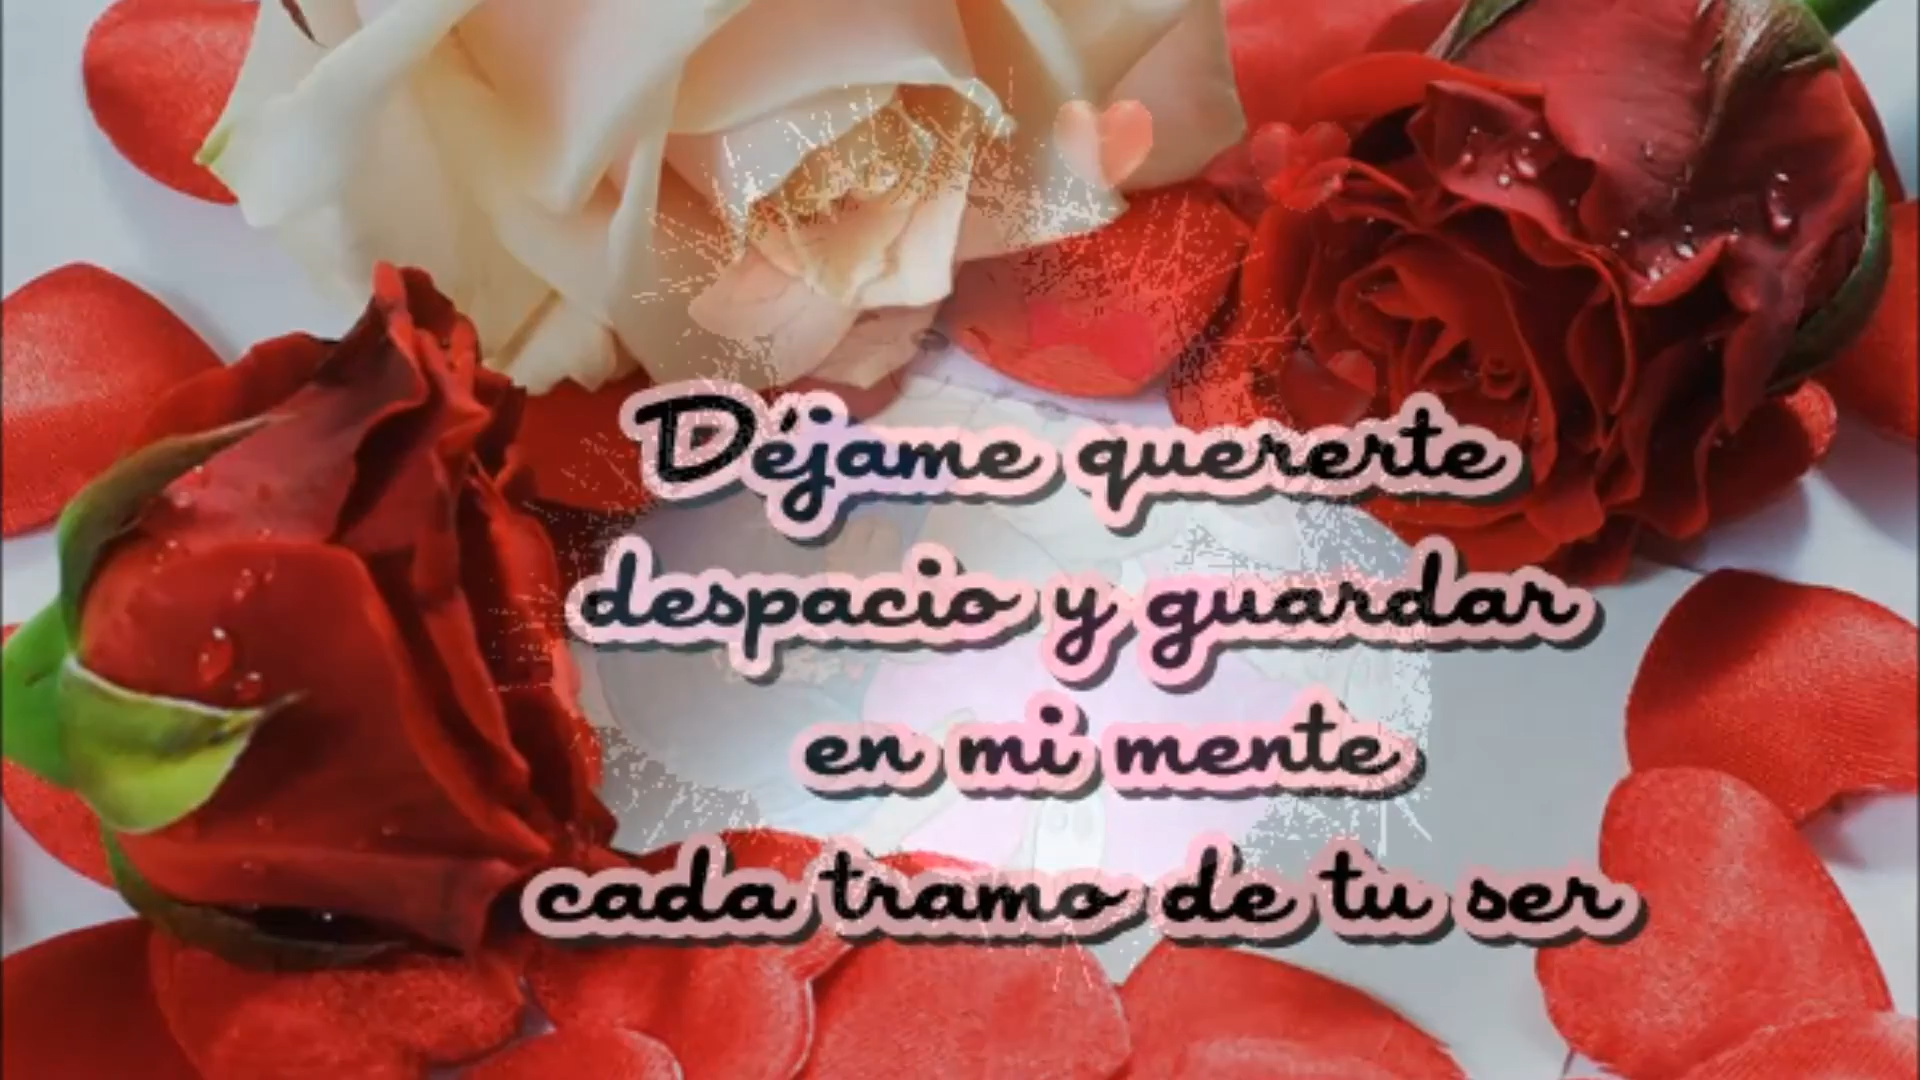 Déjame quererte
despacio y guardar
en mi mente
cada tramo de tu ser